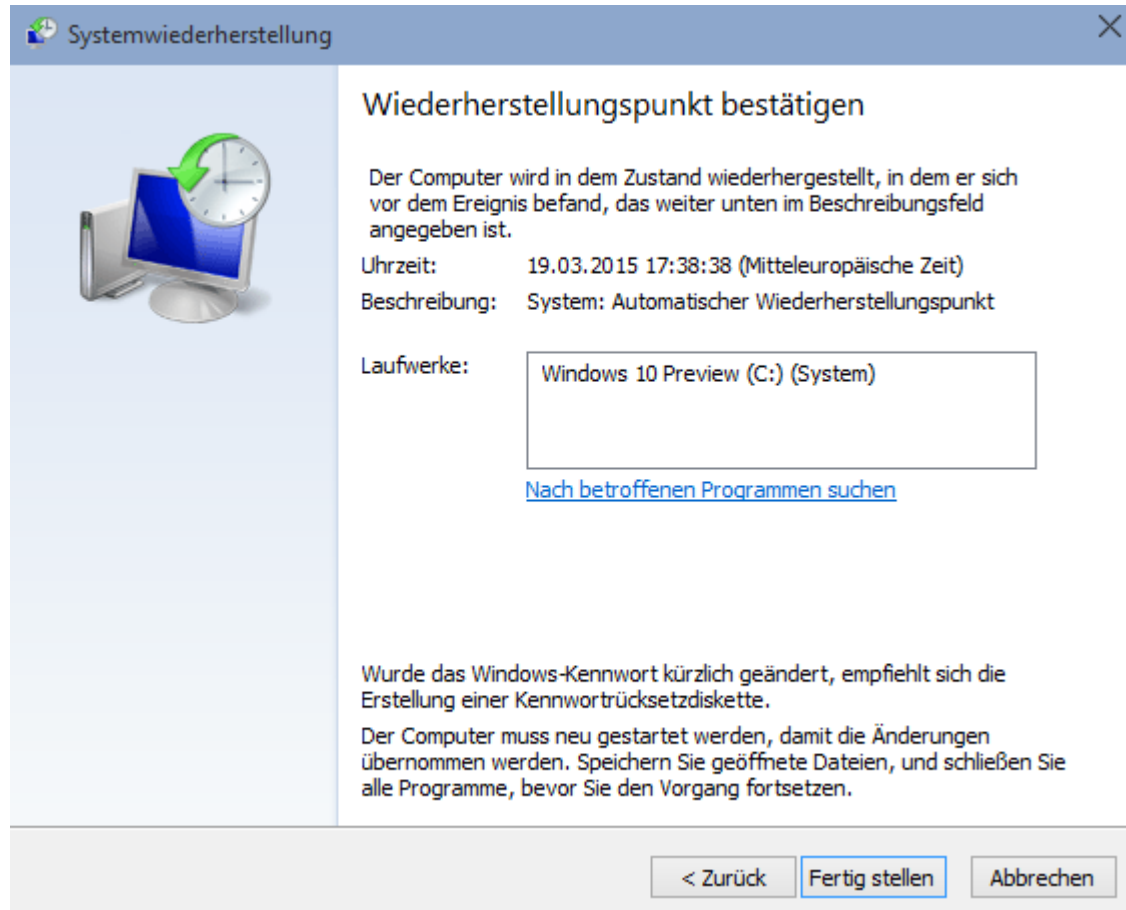 Systemwiederherstellung
Wiederherstellungspunkt bestätigen
Der Computer wird in dem Zustand wiederhergestellt, in dem er sich
vor dem Ereignis befand, das weiter unten im Beschreibungsfeld
angegeben ist.
Uhrzeit: 19.03.2015 17:38:38 (Mitteleuropäische Zeit)
Beschreibung: System: Automatischer Wiederherstellungspunkt
Laufwerke: Windows 10 Preview (C:) (System)
Nach betroffenen Programmen suchen
Wurde das Windows-Kennwort kürzlich geändert, empfiehlt sich die
Erstellung einer Kennwortrücksetzdiskette.
Der Computer muss neu gestartet werden, damit die Änderungen
übernommen werden. Speichern Sie geöffnete Dateien, und schließen Sie
alle Programme, bevor Sie den Vorgang fortsetzen.
< Zurück Fertig stellen Abbrechen